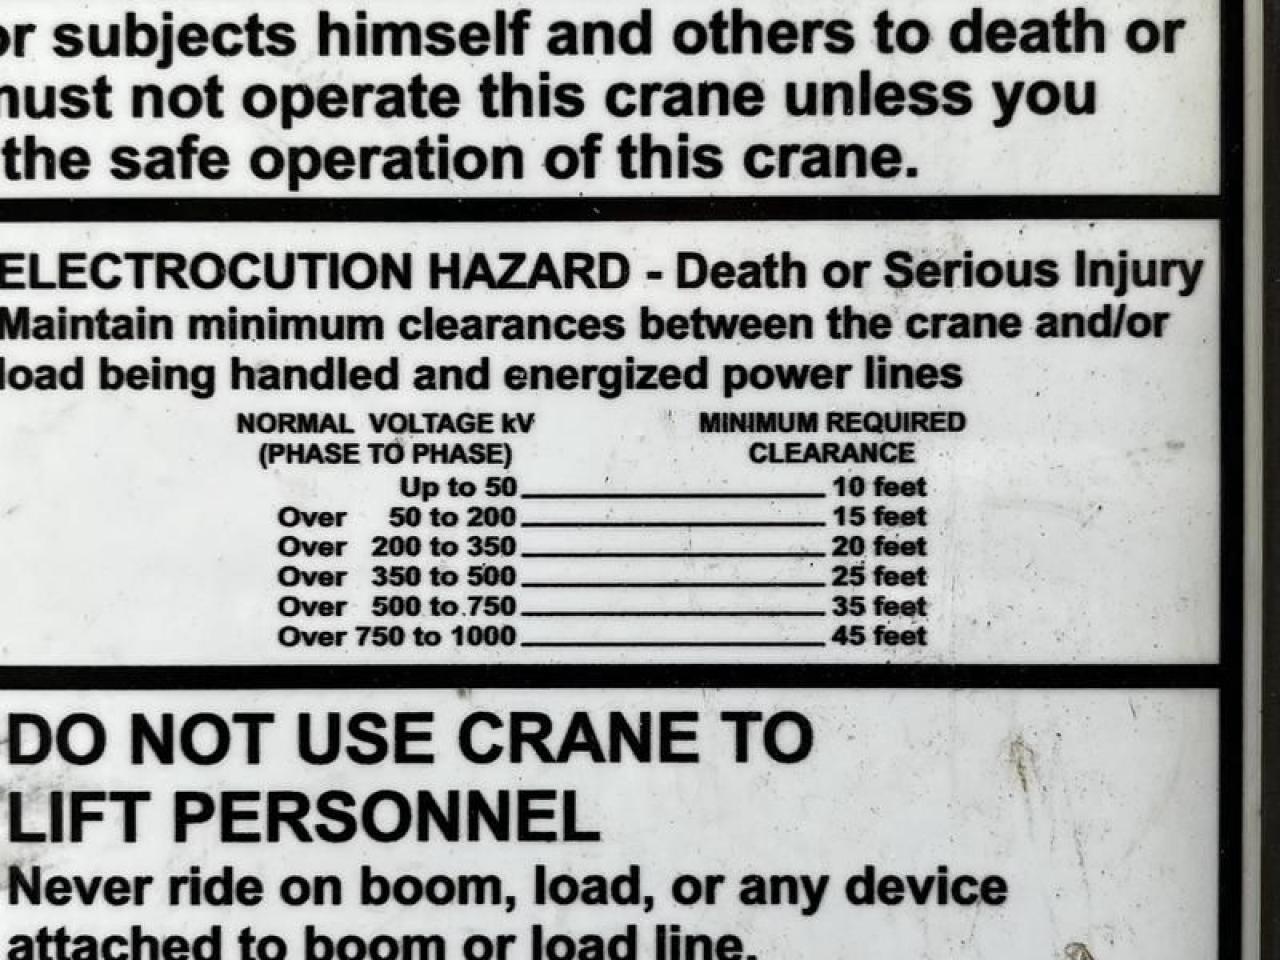 or subjects himself and others to death or
must not operate this crane unless you
the safe operation of this crane.
ELECTROCUTION HAZARD - Death or Serious Injury
Maintain minimum clearances between the crane and/or
load being handled and energized power lines
NORMAL VOLTAGE kV MINIMUM REQUIRED
(PHASE TO PHASE) CLEARANCE
Up to 50 10 feet
Over 50 to 200 15 feet
Over 200 to 350 20 feet
Over 350 to 500 25 feet
Over 500 to 750 35 feet
Over 750 to 1000 45 feet
DO NOT USE CRANE TO
LIFT PERSONNEL
Never ride on boom, load, or any device
attached to boom or load line.